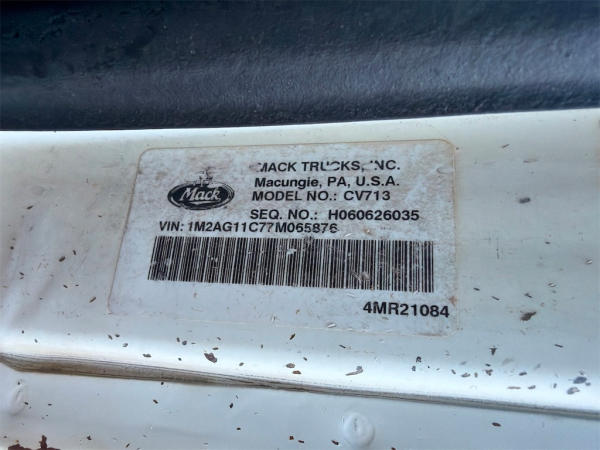 Mack
MACK TRUCKS, INC.
Macungie, PA, U.S.A.
MODEL NO.: CV713
SEQ. NO.: H060626035
VIN: 1M2AG11C77M065876
4MR21084